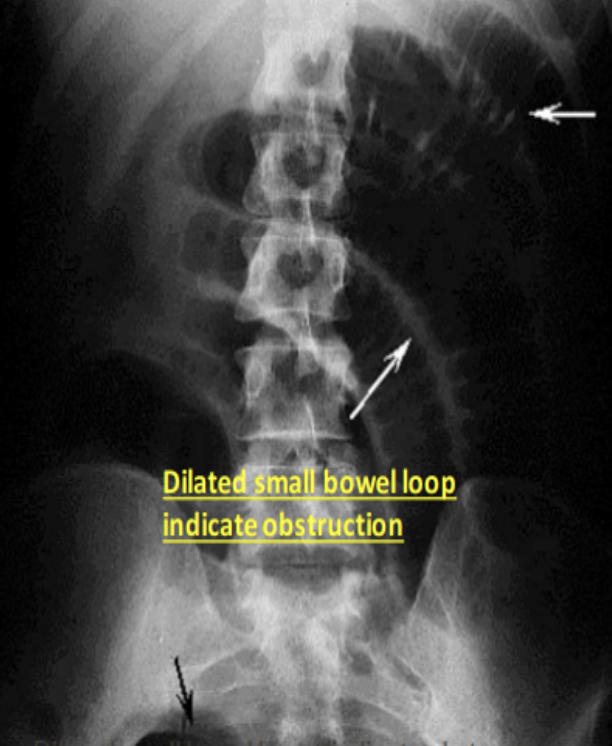 Dilated small bowel loop
indicate obstruction